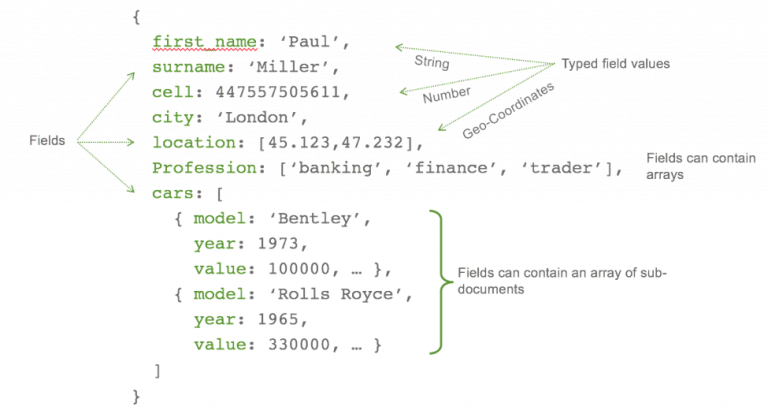 {
first_name: ‘Paul’,
surname: ‘Miller’,
cell: 447557505611,
city: ‘London’,
location: [45.123,47.232],
Profession: [‘banking’, ‘finance’, ‘trader’],
cars: [
{ model: ‘Bentley’,
year: 1973,
value: 100000, … },
{ model: ‘Rolls Royce’,
year: 1965,
value: 330000, … }
]
}
Fields
String
Number
Geo-Coordinates
Typed field values
Fields can contain
arrays
Fields can contain an array of sub-
documents